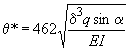 θ* = 462√(δ³q sin α / EI)